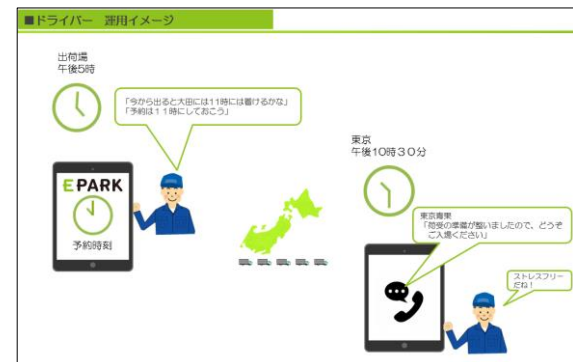 ■ドライバー 運用イメージ
出荷場
午後5時
「今から出ると大田には11時には着けるかな」
「予約は11時にしておこう」
EPARK
予約時刻
東京
午後10時30分
東京青果
「荷受の準備が整いましたので、どうぞ
ご入場ください」
ストレスフリー
だね!